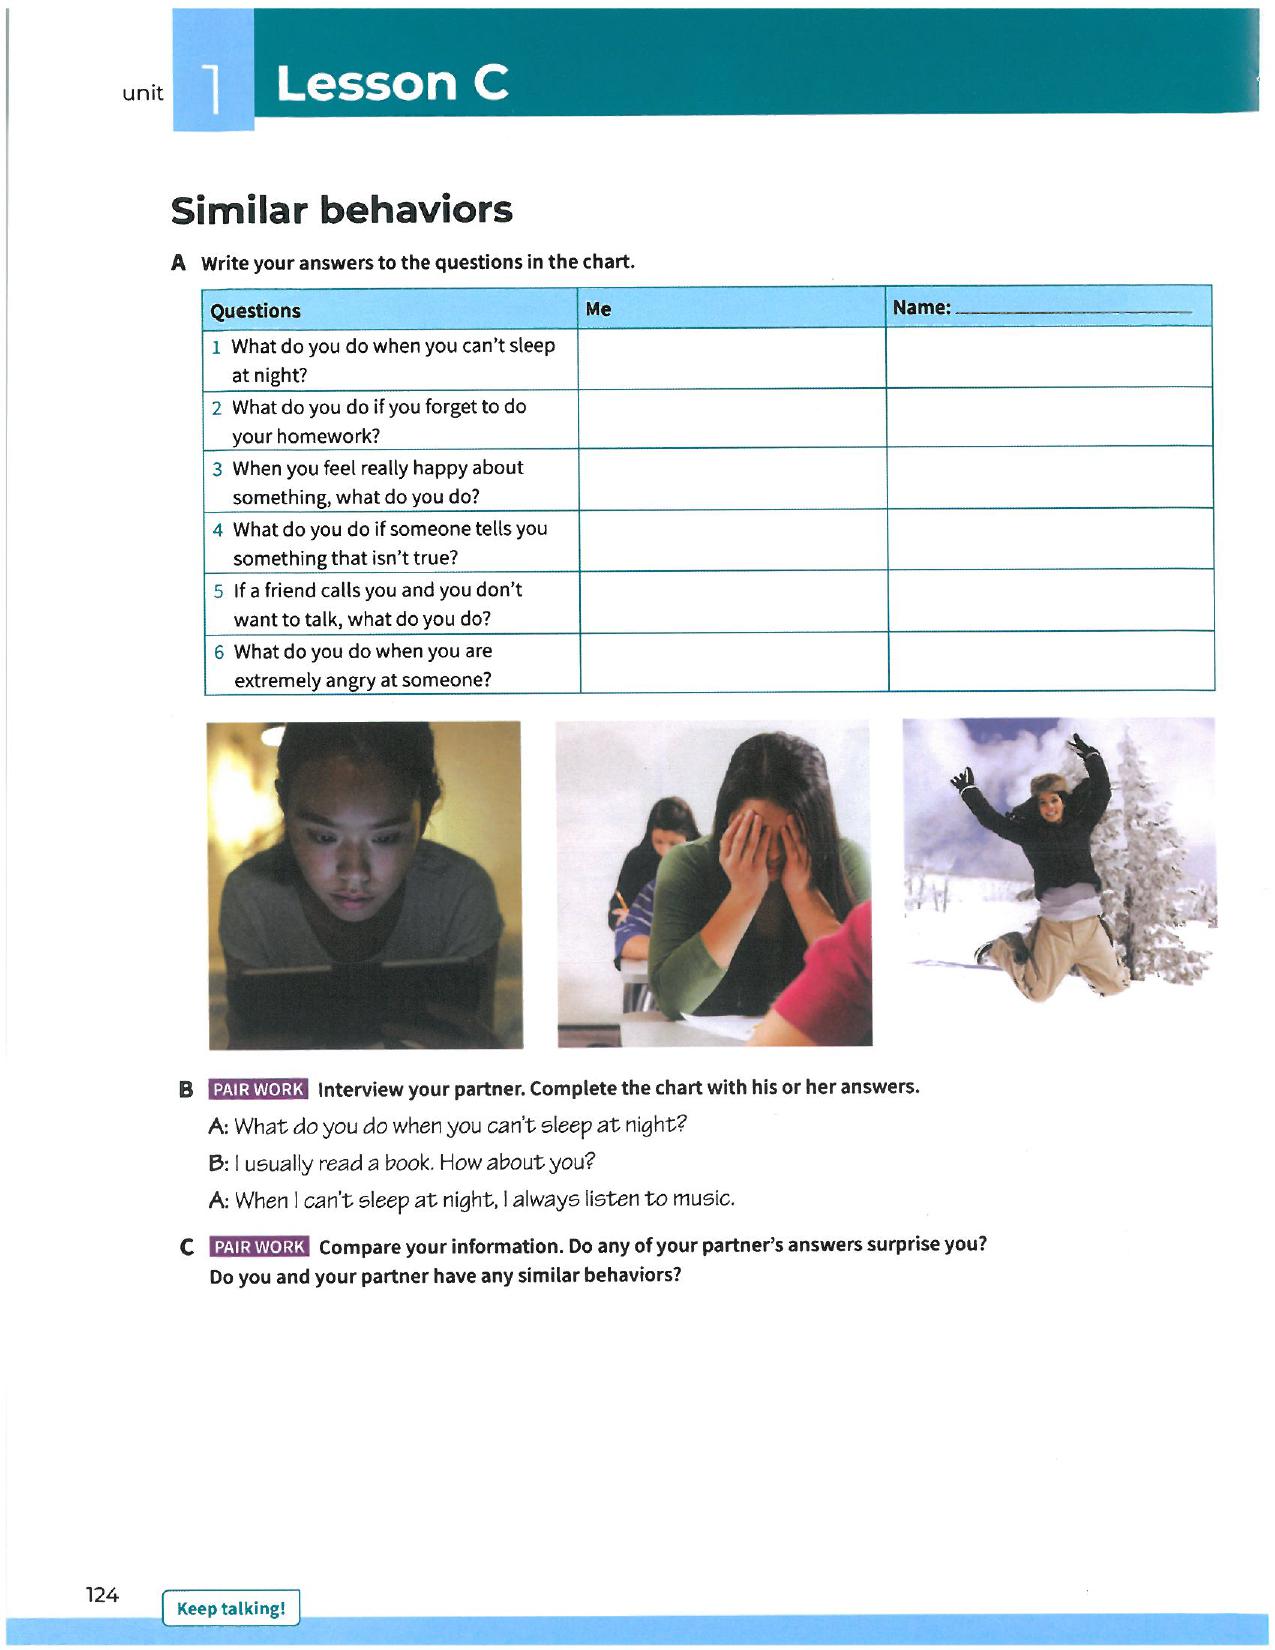 unit 1 Lesson C
Similar behaviors
A Write your answers to the questions in the chart.
Questions Me Name:
1 What do you do when you can't sleep
at night?
2 What do you do if you forget to do
your homework?
3 When you feel really happy about
something, what do you do?
4 What do you do if someone tells you
something that isn't true?
5 If a friend calls you and you don't
want to talk, what do you do?
6 What do you do when you are
extremely angry at someone?
B PAIR WORK Interview your partner. Complete the chart with his or her answers.
A: What do you do when you can't sleep at night?
B: I usually read a book. How about you?
A: When I can't sleep at night, I always listen to music.
C PAIR WORK Compare your information. Do any of your partner's answers surprise you?
Do you and your partner have any similar behaviors?
124 Keep talking!